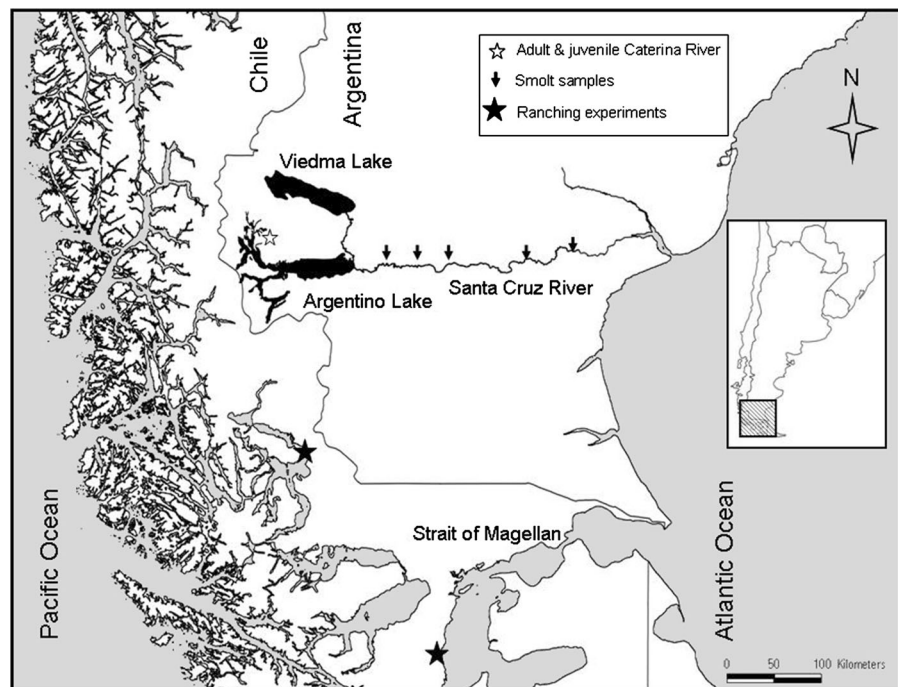 Adult & juvenile Caterina River
Smolt samples
Ranching experiments
N
Chile
Argentina
Viedma Lake
Argentino Lake
Santa Cruz River
Strait of Magellan
Pacific Ocean
Atlantic Ocean
0 50 100 Kilometers